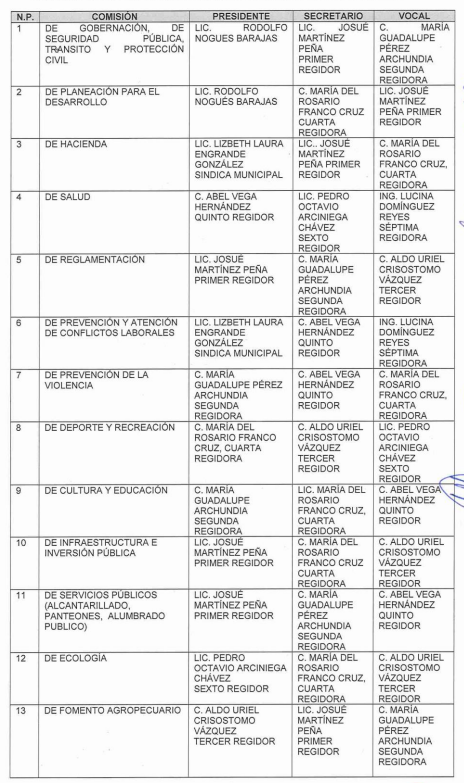 N.P. COMISIÓN PRESIDENTE SECRETARIO VOCAL
1
DE GOBERNACIÓN, DE
SEGURIDAD PÚBLICA,
TRANSITO Y PROTECCIÓN
CIVIL
LIC. RODOLFO
NOGUES BARAJAS
LIC. JOSUÉ
MARTÍNEZ
PEÑA
PRIMER
REGIDOR
C. MARÍA
GUADALUPE
PÉREZ
ARCHUNDIA
SEGUNDA
REGIDORA
2
DE PLANEACIÓN PARA EL
DESARROLLO
LIC. RODOLFO
NOGUÉS BARAJAS
C. MARÍA DEL
ROSARIO
FRANCO CRUZ
CUARTA
REGIDORA
LIC. JOSUÉ
MARTÍNEZ
PEÑA PRIMER
REGIDOR
3
DE HACIENDA
LIC. LIZBETH LAURA
ENGRANDE
GONZÁLEZ
SINDICA MUNICIPAL
LIC.. JOSUÉ
MARTÍNEZ
PEÑA PRIMER
REGIDOR
C. MARÍA DEL
ROSARIO
FRANCO CRUZ,
CUARTA
REGIDORA
4
DE SALUD
C. ABEL VEGA
HERNÁNDEZ
QUINTO REGIDOR
LIC. PEDRO
OCTAVIO
ARCINIEGA
CHÁVEZ
SEXTO
REGIDOR
ING. LUCINA
DOMÍNGUEZ
REYES
SÉPTIMA
REGIDORA
5
DE REGLAMENTACIÓN
LIC. JOSUÉ
MARTÍNEZ PEÑA
PRIMER REGIDOR
C. MARÍA
GUADALUPE
PÉREZ
ARCHUNDIA
SEGUNDA
REGIDORA
C. ALDO URIEL
CRISOSTOMO
VÁZQUEZ
TERCER
REGIDOR
6
DE PREVENCIÓN Y ATENCIÓN
DE CONFLICTOS LABORALES
LIC. LIZBETH LAURA
ENGRANDE
GONZÁLEZ
SINDICA MUNICIPAL
C. ABEL VEGA
HERNÁNDEZ
QUINTO
REGIDOR
ING. LUCINA
DOMÍNGUEZ
REYES
SÉPTIMA
REGIDORA
7
DE PREVENCIÓN DE LA
VIOLENCIA
C. MARÍA
GUADALUPE PÉREZ
ARCHUNDIA
SEGUNDA
REGIDORA
C. ABEL VEGA
HERNÁNDEZ
QUINTO
REGIDOR
C. MARÍA DEL
ROSARIO
FRANCO CRUZ,
CUARTA
REGIDORA
8
DE DEPORTE Y RECREACIÓN
C. MARÍA DEL
ROSARIO FRANCO
CRUZ, CUARTA
REGIDORA
C. ALDO URIEL
CRISOSTOMO
VÁZQUEZ
TERCER
REGIDOR
LIC. PEDRO
OCTAVIO
ARCINIEGA
CHÁVEZ
SEXTO
REGIDOR
9
DE CULTURA Y EDUCACIÓN
C. MARÍA
GUADALUPE
ARCHUNDIA
SEGUNDA
REGIDORA
LIC. MARÍA DEL
ROSARIO
FRANCO CRUZ,
CUARTA
REGIDORA
C. ABEL VEGA
HERNÁNDEZ
QUINTO
REGIDOR
10
DE INFRAESTRUCTURA E
INVERSIÓN PÚBLICA
LIC. JOSUÉ
MARTÍNEZ PEÑA
PRIMER REGIDOR
C. MARÍA DEL
ROSARIO
FRANCO CRUZ
CUARTA
REGIDORA
C. ALDO URIEL
CRISOSTOMO
VÁZQUEZ
TERCER
REGIDOR
11
DE SERVICIOS PÚBLICOS
(ALCANTARILLADO,
PANTEONES, ALUMBRADO
PUBLICO)
LIC. JOSUÉ
MARTÍNEZ PEÑA
PRIMER REGIDOR
C. MARÍA
GUADALUPE
PÉREZ
ARCHUNDIA
SEGUNDA
REGIDORA
C. ABEL VEGA
HERNÁNDEZ
QUINTO
REGIDOR
12
DE ECOLOGÍA
LIC. PEDRO
OCTAVIO ARCINIEGA
CHÁVEZ
SEXTO REGIDOR
C. MARÍA DEL
ROSARIO
FRANCO CRUZ,
CUARTA
REGIDORA
C. ALDO URIEL
CRISOSTOMO
VÁZQUEZ
TERCER
REGIDOR
13
DE FOMENTO AGROPECUARIO
C. ALDO URIEL
CRISOSTOMO
VÁZQUEZ
TERCER REGIDOR
LIC. JOSUÉ
MARTÍNEZ
PEÑA
PRIMER
REGIDOR
C. MARÍA
GUADALUPE
PÉREZ
ARCHUNDIA
SEGUNDA
REGIDORA